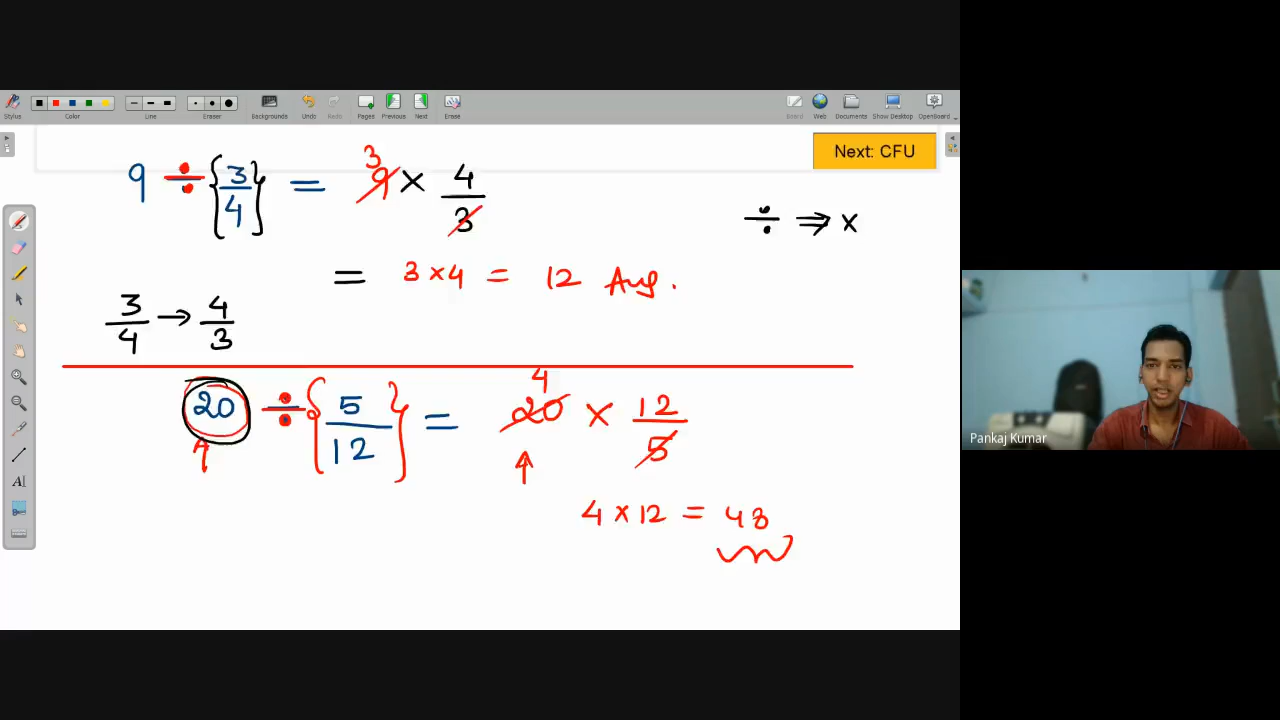 Stylus
Color
Line
Eraser
Backgrounds
Undo
Redo
Pages
Previous
Next
Erase
Board
Web
Documents
Show Desktop
OpenBoard
Next: CFU
9 ÷ {3/4} = 3 9 × 4/3
÷ ⇒ ×
= 3 × 4 = 12 Ans.
3/4 → 4/3
20 ÷ {5/12} = 4 20 × 12/5
4 × 12 = 48
Pankaj Kumar